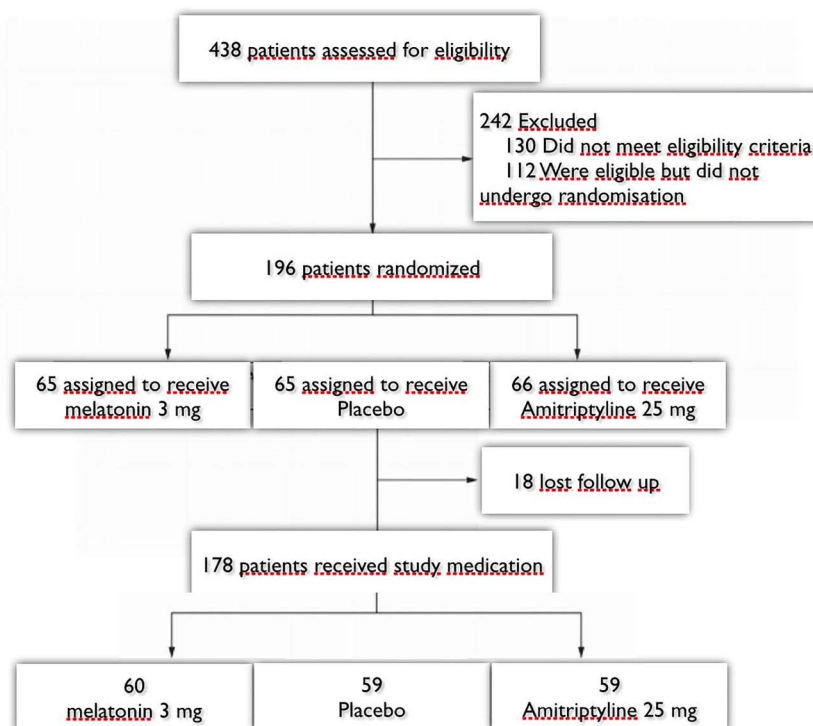 438 patients assessed for eligibility
242 Excluded
130 Did not meet eligibility criteria
112 Were eligible but did not
undergo randomisation
196 patients randomized
65 assigned to receive
melatonin 3 mg
65 assigned to receive
Placebo
66 assigned to receive
Amitriptyline 25 mg
18 lost follow up
178 patients received study medication
60
melatonin 3 mg
59
Placebo
59
Amitriptyline 25 mg